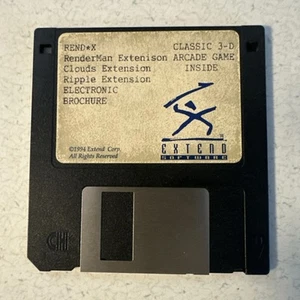 REND*X CLASSIC 3-D
RenderMan Extenison ARCADE GAME
Clouds Extension INSIDE
Ripple Extension
ELECTRONIC
BROCHURE
©1994 Extend Corp.
All Rights Reserved
EXTEND
SOFTWARE